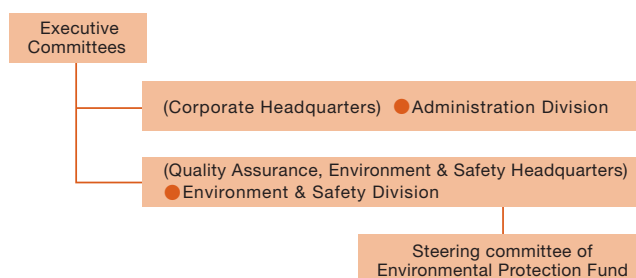 Executive
Committees
(Corporate Headquarters) ●Administration Division
(Quality Assurance, Environment & Safety Headquarters)
●Environment & Safety Division
Steering committee of
Environmental Protection Fund